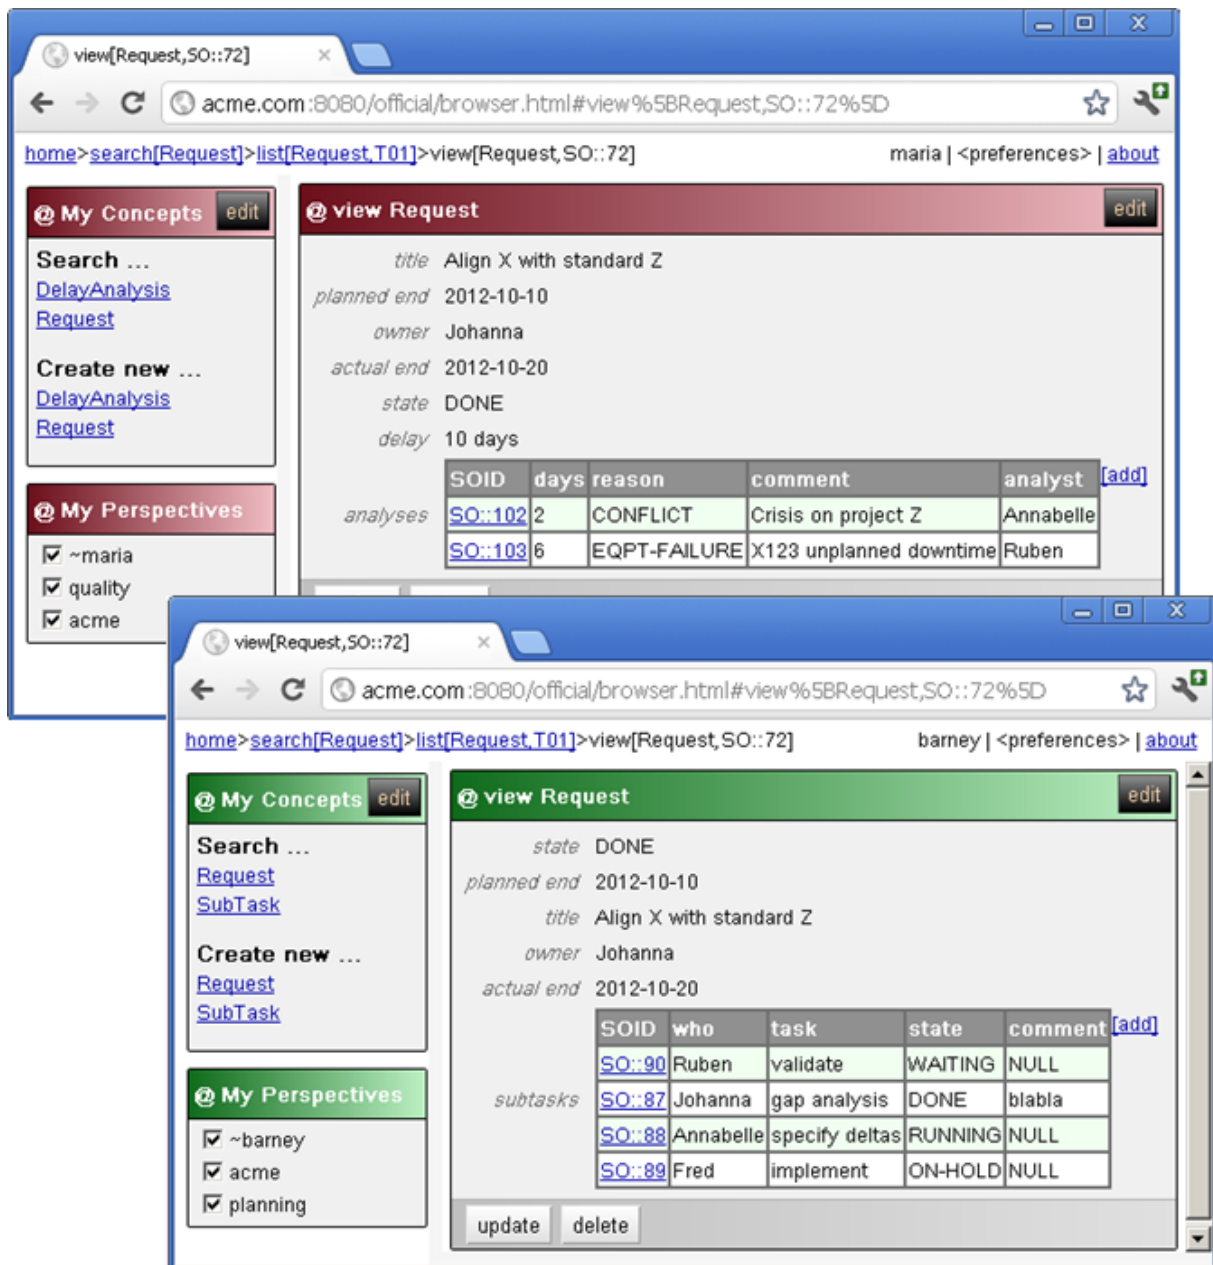 view[Request,SO::72]
acme.com:8080/official/browser.html#view%5BRequest,SO::72%5D
home>search[Request]>list[Request,T01]>view[Request,SO::72] maria | <preferences> | about
@ My Concepts edit
Search ...
DelayAnalysis
Request
Create new ...
DelayAnalysis
Request
@ My Perspectives
~maria
quality
acme
@ view Request edit
title Align X with standard Z
planned end 2012-10-10
owner Johanna
actual end 2012-10-20
state DONE
delay 10 days
analyses
SOID days reason comment analyst [add]
SO::102 2 CONFLICT Crisis on project Z Annabelle
SO::103 6 EQPT-FAILURE X123 unplanned downtime Ruben
view[Request,SO::72]
acme.com:8080/official/browser.html#view%5BRequest,SO::72%5D
home>search[Request]>list[Request,T01]>view[Request,SO::72] barney | <preferences> | about
@ My Concepts edit
Search ...
Request
SubTask
Create new ...
Request
SubTask
@ My Perspectives
~barney
acme
planning
@ view Request edit
state DONE
planned end 2012-10-10
title Align X with standard Z
owner Johanna
actual end 2012-10-20
subtasks
SOID who task state comment [add]
SO::90 Ruben validate WAITING NULL
SO::87 Johanna gap analysis DONE blabla
SO::88 Annabelle specify deltas RUNNING NULL
SO::89 Fred implement ON-HOLD NULL
update delete